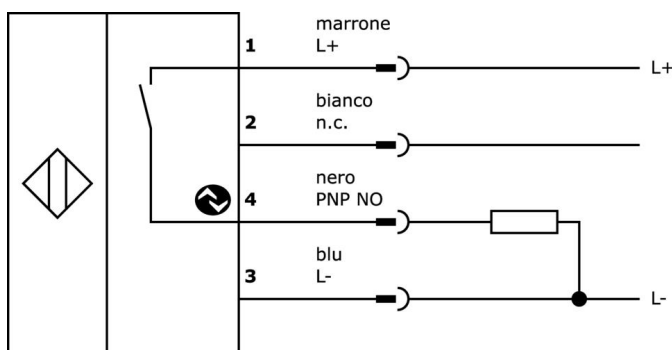 marrone
1 L+ L+
bianco
2 n.c.
nero
4 PNP NO
blu
3 L- L-